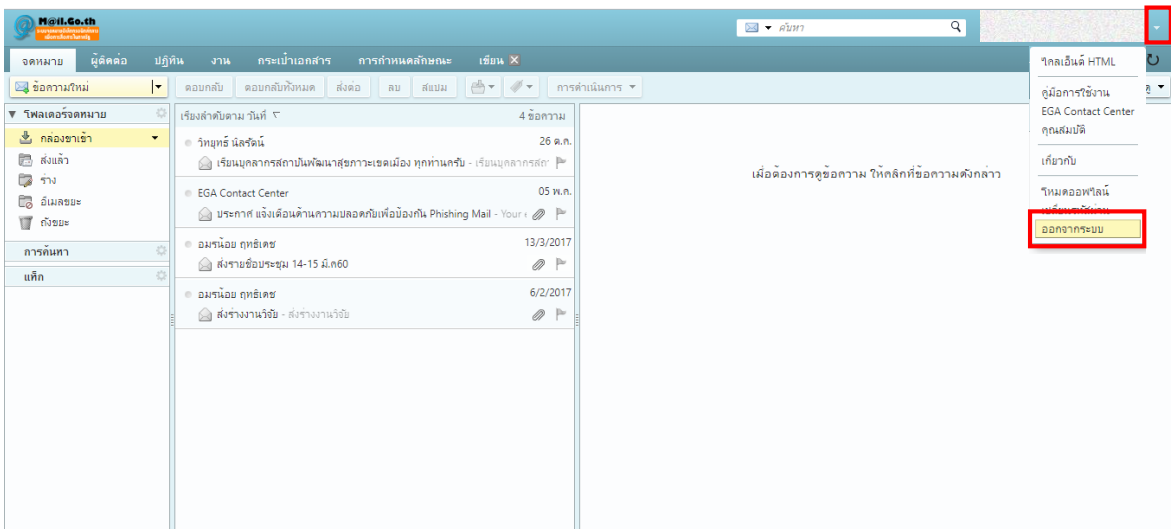 M@il.Go.th
ค้นหา
จดหมาย ผู้ติดต่อ ปฏิทิน งาน กระเป๋าเอกสาร การกำหนดลักษณะ เขียน
ข้อความใหม่ ตอบกลับ ตอบกลับทั้งหมด ส่งต่อ ลบ สแปม การดำเนินการ
โฟลเดอร์จดหมาย
กล่องขาเข้า
ส่งแล้ว
ร่าง
อีเมลขยะ
ถังขยะ
การค้นหา
แท็ก
เรียงลำดับตาม วันที่ 4 ข้อความ
วิทยุทธ์ นิลรัตน์ 26 ต.ค.
เรียนบุคลากรสถาบันพัฒนาสุขภาวะเขตเมือง ทุกท่านครับ - เรียนบุคลากรสถา
EGA Contact Center 05 พ.ค.
ประกาศ แจ้งเตือนด้านความปลอดภัยเพื่อป้องกัน Phishing Mail - Your e
อมรน้อย ฤทธิเดช 13/3/2017
ส่งรายชื่อประชุม 14-15 มี.ค60
อมรน้อย ฤทธิเดช 6/2/2017
ส่งร่างงานวิจัย - ส่งร่างงานวิจัย
เมื่อต้องการดูข้อความ ให้คลิกที่ข้อความดังกล่าว
ไคลเอ็นต์ HTML
คู่มือการใช้งาน
EGA Contact Center
คุณสมบัติ
เกี่ยวกับ
โหมดออฟไลน์
เปลี่ยนรหัสผ่าน
ออกจากระบบ